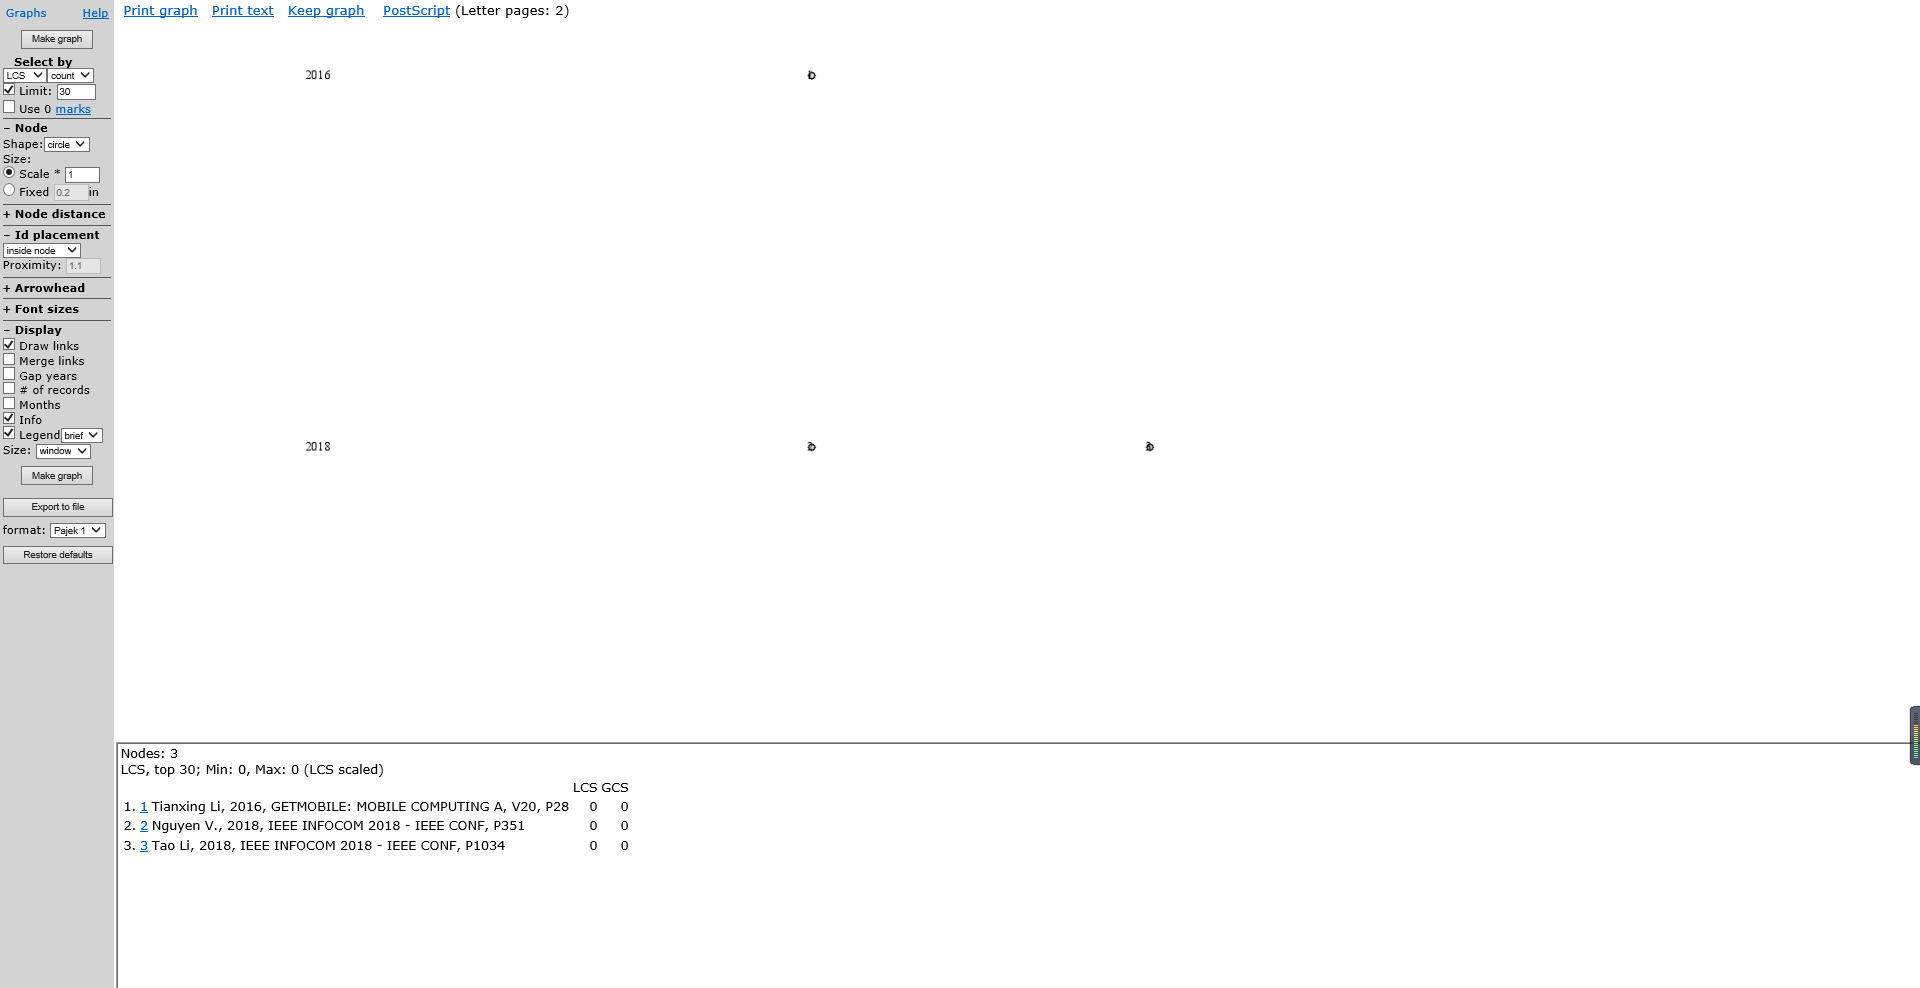 Graphs Help
Make graph
Select by
LCS count
Limit: 30
Use 0 marks
– Node
Shape: circle
Size:
Scale * 1
Fixed 0.2 in
+ Node distance
– Id placement
inside node
Proximity: 1.1
+ Arrowhead
+ Font sizes
– Display
Draw links
Merge links
Gap years
# of records
Months
Info
Legend brief
Size: window
Make graph
Export to file
format: Pajek 1
Restore defaults
Print graph Print text Keep graph PostScript (Letter pages: 2)
2016
2018
Nodes: 3
LCS, top 30; Min: 0, Max: 0 (LCS scaled)
LCS GCS
1. 1 Tianxing Li, 2016, GETMOBILE: MOBILE COMPUTING A, V20, P28 0 0
2. 2 Nguyen V., 2018, IEEE INFOCOM 2018 - IEEE CONF, P351 0 0
3. 3 Tao Li, 2018, IEEE INFOCOM 2018 - IEEE CONF, P1034 0 0